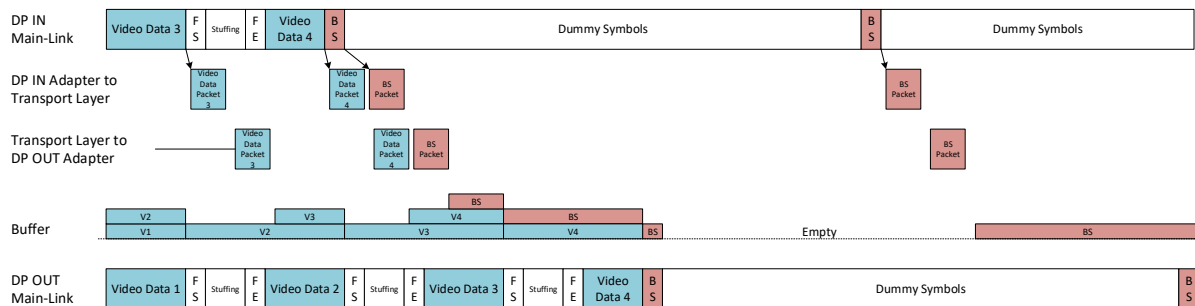 DP IN
Main-Link
Video Data 3
F
S
Stuffing
F
E
Video
Data 4
B
S
Dummy Symbols
B
S
Dummy Symbols
DP IN Adapter to
Transport Layer
Video
Data
Packet
3
Video
Data
Packet
4
BS
Packet
BS
Packet
Transport Layer to
DP OUT Adapter
Video
Data
Packet
3
Video
Data
Packet
4
BS
Packet
BS
Packet
Buffer
BS
V2
V3
V4
BS
V1
V2
V3
V4
BS
Empty
BS
DP OUT
Main-Link
Video Data 1
F
S
Stuffing
F
E
Video Data 2
F
S
Stuffing
F
E
Video Data 3
F
S
Stuffing
F
E
Video
Data 4
B
S
Dummy Symbols
B
S